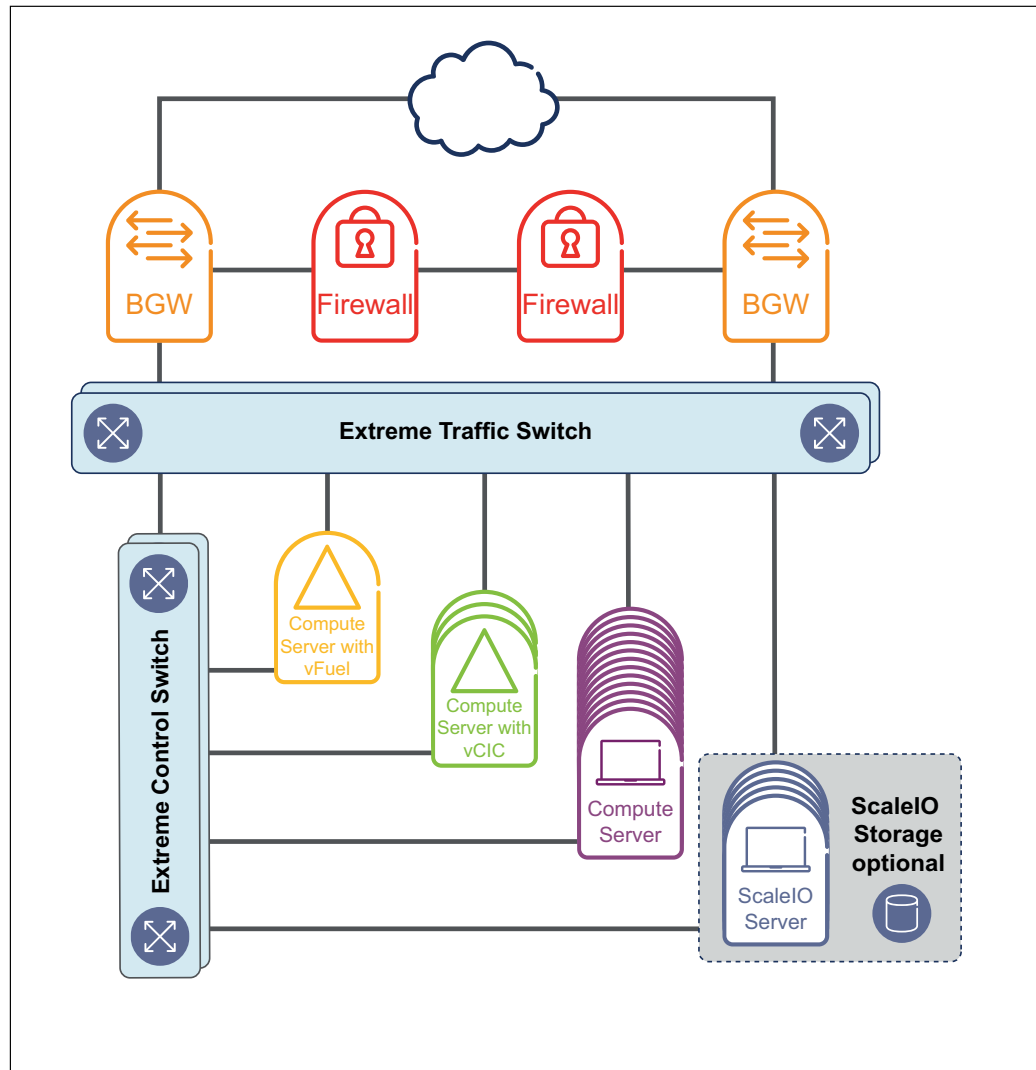 BGW
Firewall
Firewall
BGW
Extreme Traffic Switch
Extreme Control Switch
Compute
Server with
vFuel
Compute
Server with
vCIC
Compute
Server
ScaleIO
Server
ScaleIO
Storage
optional